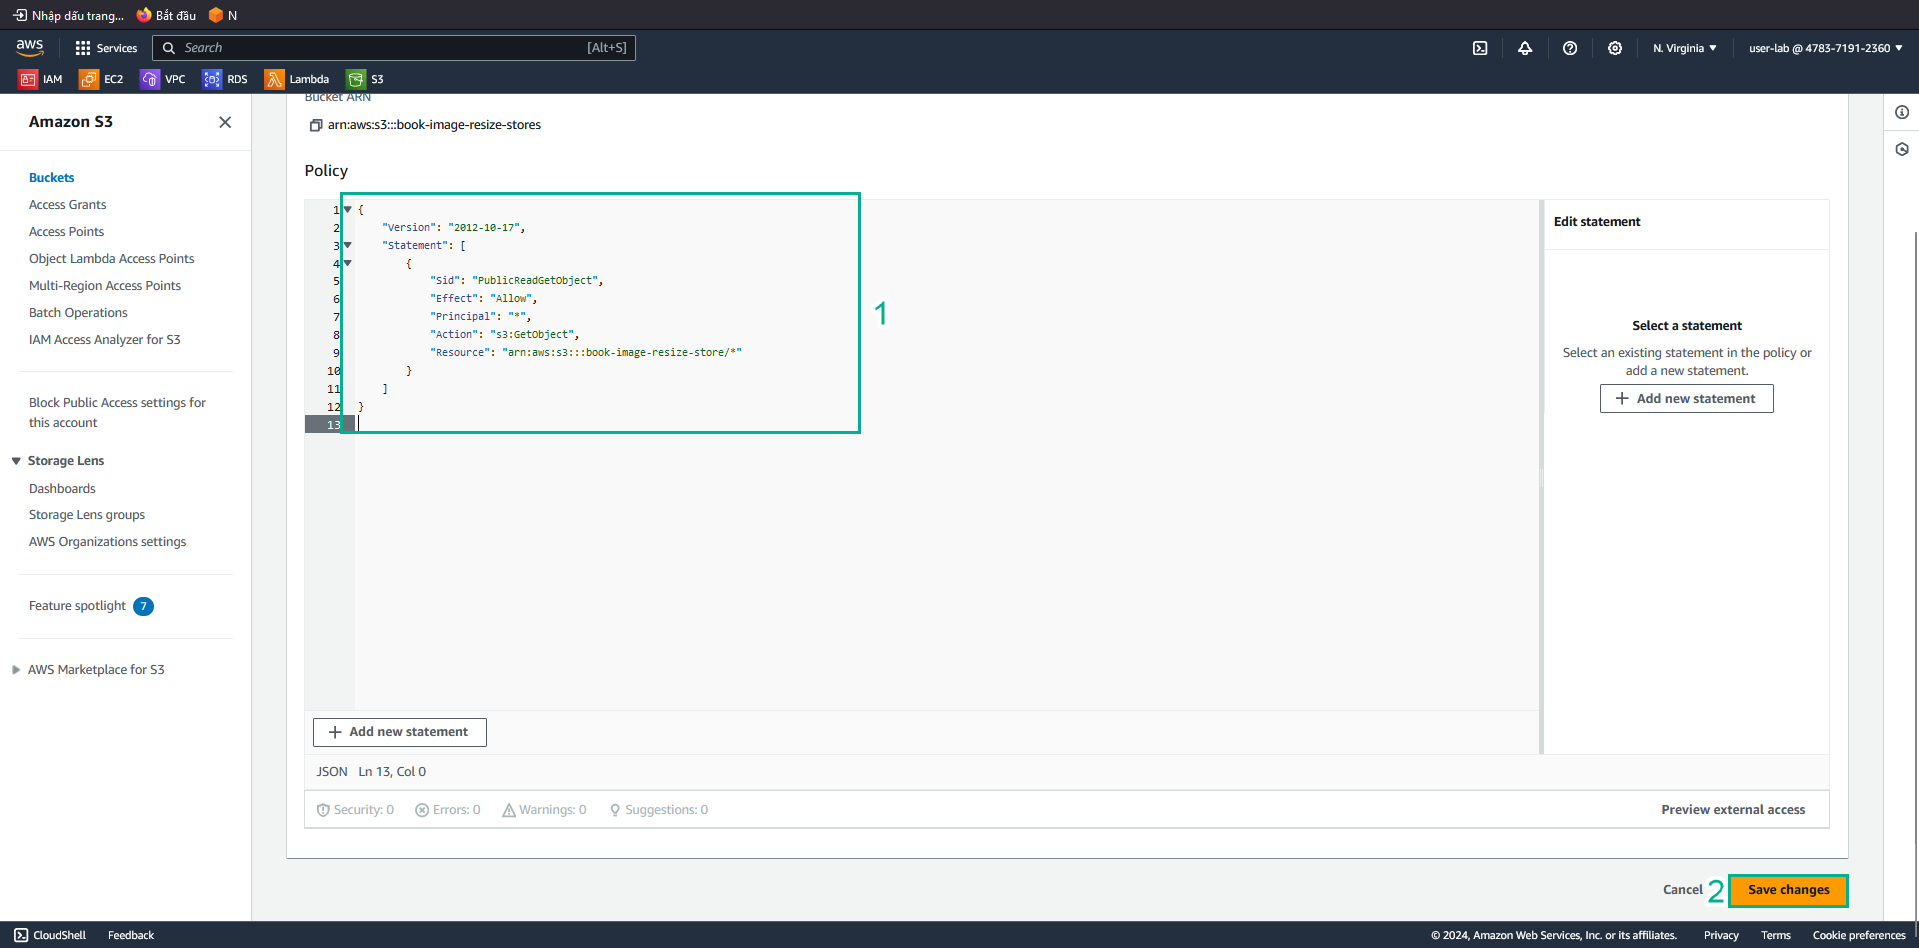 Nhập dấu trang...
Bắt đầu
N
aws
Services
Search
[Alt+S]
N. Virginia
user-lab @ 4783-7191-2360
IAM
EC2
VPC
RDS
Lambda
S3
Amazon S3
Buckets
Access Grants
Access Points
Object Lambda Access Points
Multi-Region Access Points
Batch Operations
IAM Access Analyzer for S3
Block Public Access settings for
this account
Storage Lens
Dashboards
Storage Lens groups
AWS Organizations settings
Feature spotlight 7
AWS Marketplace for S3
Bucket ARN
arn:aws:s3:::book-image-resize-stores
Policy
1 {
2 "Version": "2012-10-17",
3 "Statement": [
4 {
5 "Sid": "PublicReadGetObject",
6 "Effect": "Allow",
7 "Principal": "*",
8 "Action": "s3:GetObject",
9 "Resource": "arn:aws:s3:::book-image-resize-store/*"
10 }
11 ]
12 }
13
1
Edit statement
Select a statement
Select an existing statement in the policy or
add a new statement.
Add new statement
Add new statement
JSON Ln 13, Col 0
Security: 0
Errors: 0
Warnings: 0
Suggestions: 0
Preview external access
Cancel
2
Save changes
CloudShell
Feedback
© 2024, Amazon Web Services, Inc. or its affiliates.
Privacy
Terms
Cookie preferences